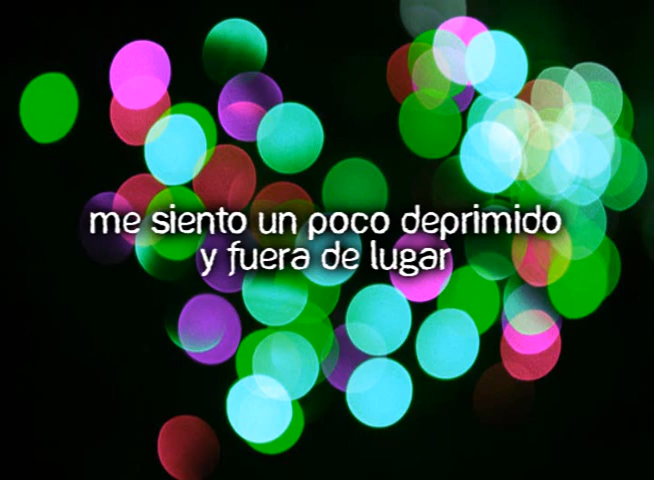 me siento un poco deprimido
y fuera de lugar